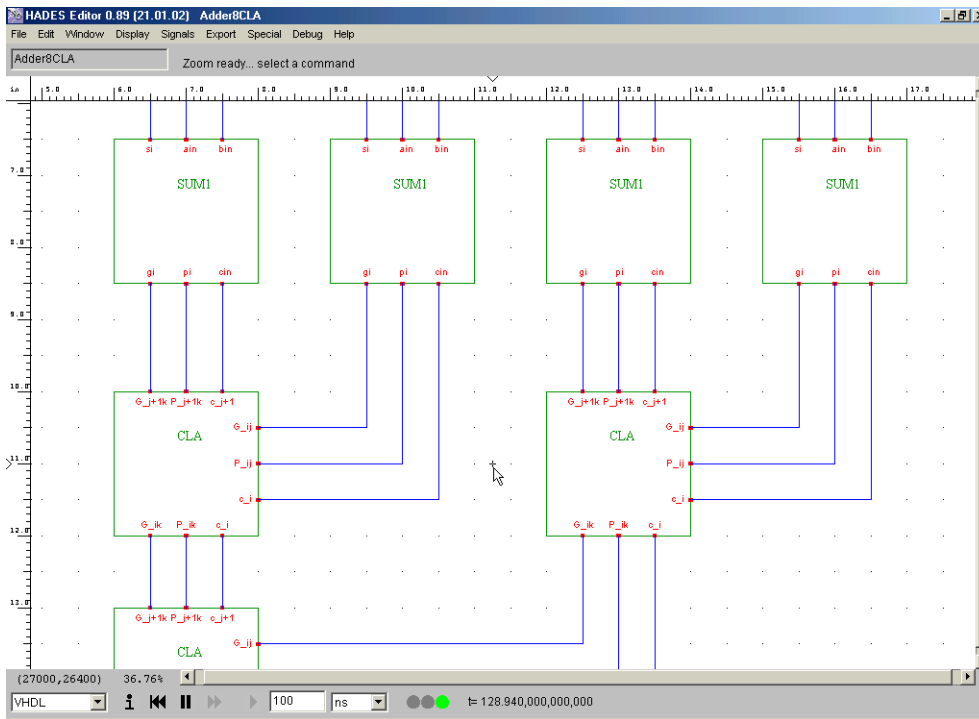 HADES Editor 0.89 (21.01.02) Adder8CLA
File Edit Window Display Signals Export Special Debug Help
Adder8CLA Zoom ready... select a command
in 5.0 6.0 7.0 8.0 9.0 10.0 11.0 12.0 13.0 14.0 15.0 16.0 17.0
si ain bin si ain bin si ain bin si ain bin
7.0
SUM1 SUM1 SUM1 SUM1
8.0
gi pi cin gi pi cin gi pi cin gi pi cin
9.0
10.0
G_j+1k P_j+1k c_j+1 G_j+1k P_j+1k c_j+1
G_ij G_ij
CLA CLA
11.0 P_ij P_ij
c_i c_i
G_ik P_ik c_i G_ik P_ik c_i
12.0
13.0
G_j+1k P_j+1k c_j+1
G_ij
CLA
(27000,26400) 36.76%
VHDL 100 ns t= 128.940,000,000,000